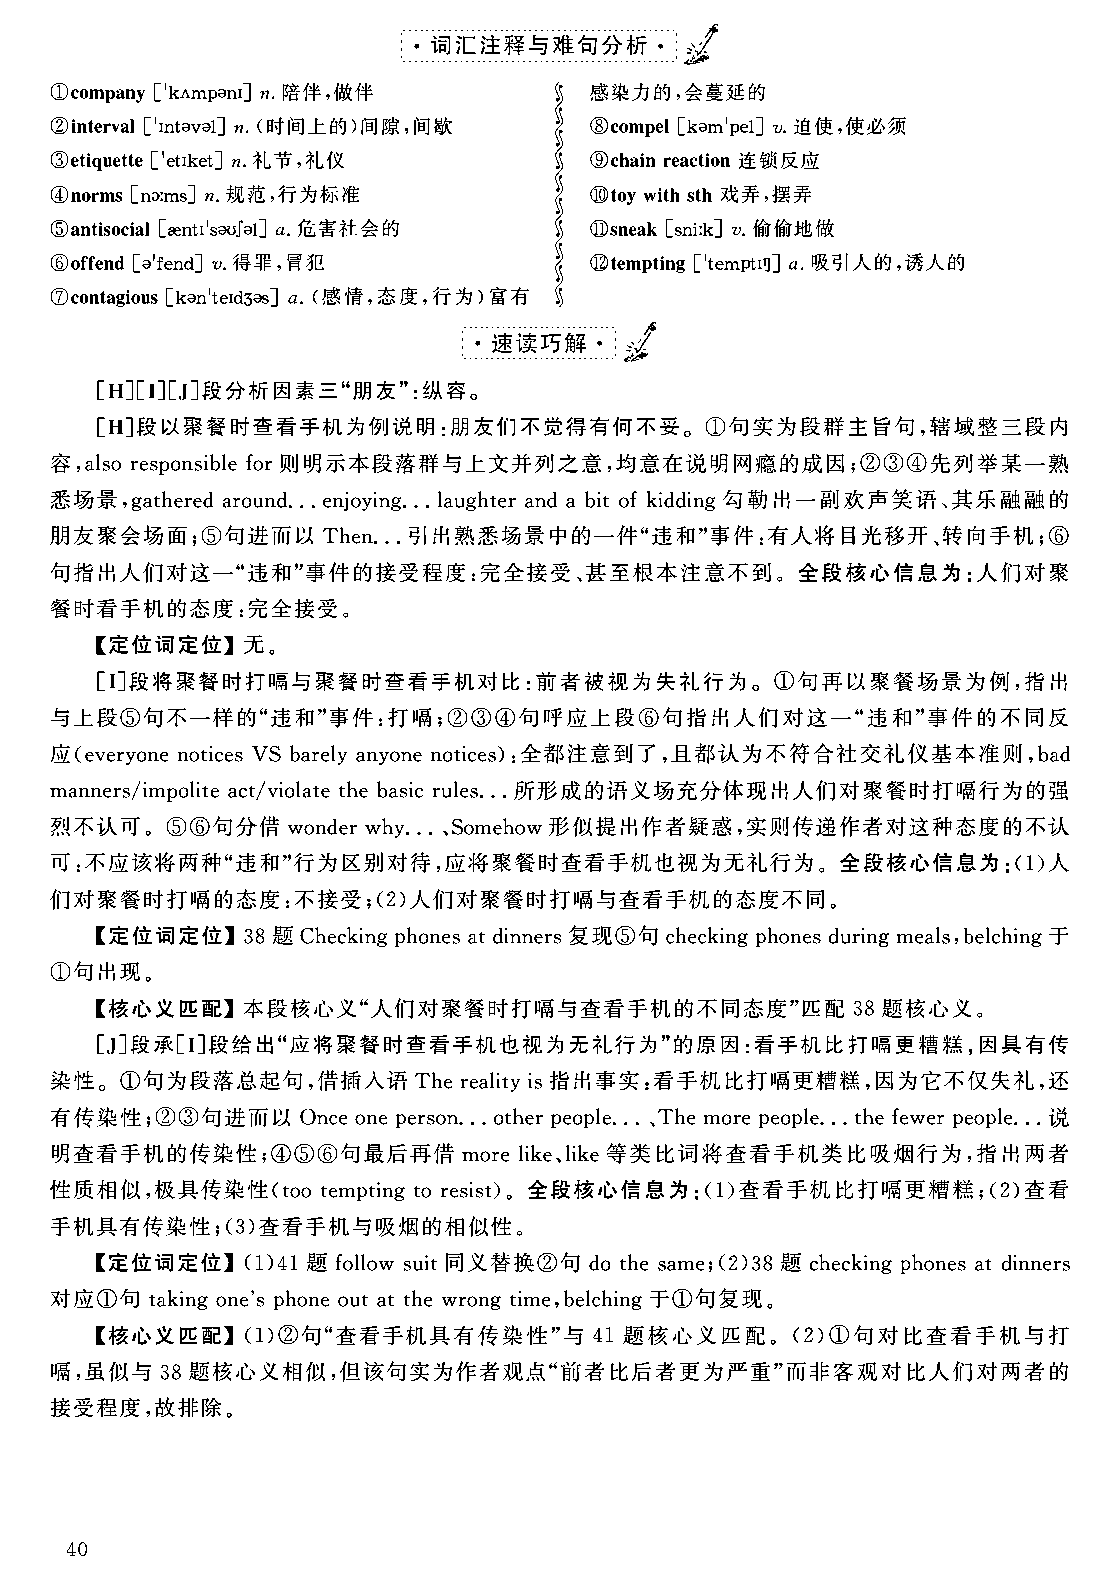 ·词汇注释与难句分析·
①company [ˈkʌmpənɪ] n. 陪伴,做伴
②interval [ˈɪntəvəl] n. (时间上的)间隙,间歇
③etiquette [ˈetɪket] n. 礼节,礼仪
④norms [nɔːms] n. 规范,行为标准
⑤antisocial [æntɪˈsəʊʃəl] a. 危害社会的
⑥offend [əˈfend] v. 得罪,冒犯
⑦contagious [kənˈteɪdʒəs] a. (感情,态度,行为)富有
感染力的,会蔓延的
⑧compel [kəmˈpel] v. 迫使,使必须
⑨chain reaction 连锁反应
⑩toy with sth 戏弄,摆弄
⑪sneak [sniːk] v. 偷偷地做
⑫tempting [ˈtemptɪŋ] a. 吸引人的,诱人的
·速读巧解·
[H][I][J]段分析因素三“朋友”:纵容。
[H]段以聚餐时查看手机为例说明:朋友们不觉得有何不妥。①句实为段群主旨句,辖域整三段内
容,also responsible for 则明示本段落群与上文并列之意,均意在说明网瘾的成因;②③④先列举某一熟
悉场景,gathered around...enjoying...laughter and a bit of kidding 勾勒出一副欢声笑语、其乐融融的
朋友聚会场面;⑤句进而以 Then...引出熟悉场景中的一件“违和”事件:有人将目光移开、转向手机;⑥
句指出人们对这一“违和”事件的接受程度:完全接受、甚至根本注意不到。全段核心信息为:人们对聚
餐时看手机的态度:完全接受。
【定位词定位】无。
[I]段将聚餐时打嗝与聚餐时查看手机对比:前者被视为失礼行为。①句再以聚餐场景为例,指出
与上段⑤句不一样的“违和”事件:打嗝;②③④句呼应上段⑥句指出人们对这一“违和”事件的不同反
应(everyone notices VS barely anyone notices):全都注意到了,且都认为不符合社交礼仪基本准则,bad
manners/impolite act/violate the basic rules...所形成的语义场充分体现出人们对聚餐时打嗝行为的强
烈不认可。⑤⑥句分借 wonder why...、Somehow 形似提出作者疑惑,实则传递作者对这种态度的不认
可:不应该将两种“违和”行为区别对待,应将聚餐时查看手机也视为无礼行为。全段核心信息为:(1)人
们对聚餐时打嗝的态度:不接受;(2)人们对聚餐时打嗝与查看手机的态度不同。
【定位词定位】38 题 Checking phones at dinners 复现⑤句 checking phones during meals,belching 于
①句出现。
【核心义匹配】本段核心义“人们对聚餐时打嗝与查看手机的不同态度”匹配 38 题核心义。
[J]段承[I]段给出“应将聚餐时查看手机也视为无礼行为”的原因:看手机比打嗝更糟糕,因具有传
染性。①句为段落总起句,借插入语 The reality is 指出事实:看手机比打嗝更糟糕,因为它不仅失礼,还
有传染性;②③句进而以 Once one person...other people...、The more people...the fewer people...说
明查看手机的传染性;④⑤⑥句最后再借 more like、like 等类比词将查看手机类比吸烟行为,指出两者
性质相似,极具传染性(too tempting to resist)。全段核心信息为:(1)查看手机比打嗝更糟糕;(2)查看
手机具有传染性;(3)查看手机与吸烟的相似性。
【定位词定位】(1)41 题 follow suit 同义替换②句 do the same;(2)38 题 checking phones at dinners
对应①句 taking one's phone out at the wrong time,belching 于①句复现。
【核心义匹配】(1)②句“查看手机具有传染性”与 41 题核心义匹配。(2)①句对比查看手机与打
嗝,虽似与 38 题核心义相似,但该句实为作者观点“前者比后者更为严重”而非客观对比人们对两者的
接受程度,故排除。
40